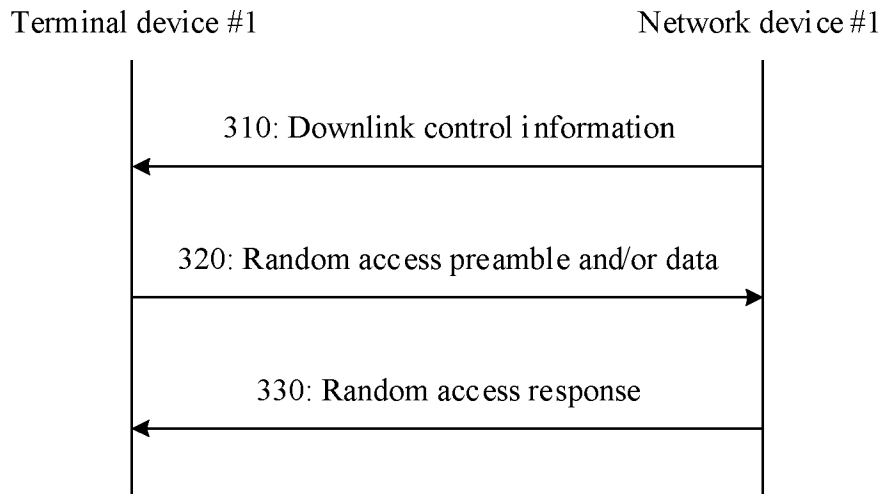 Terminal device #1
Network device #1
310: Downlink control information
320: Random access preamble and/or data
330: Random access response